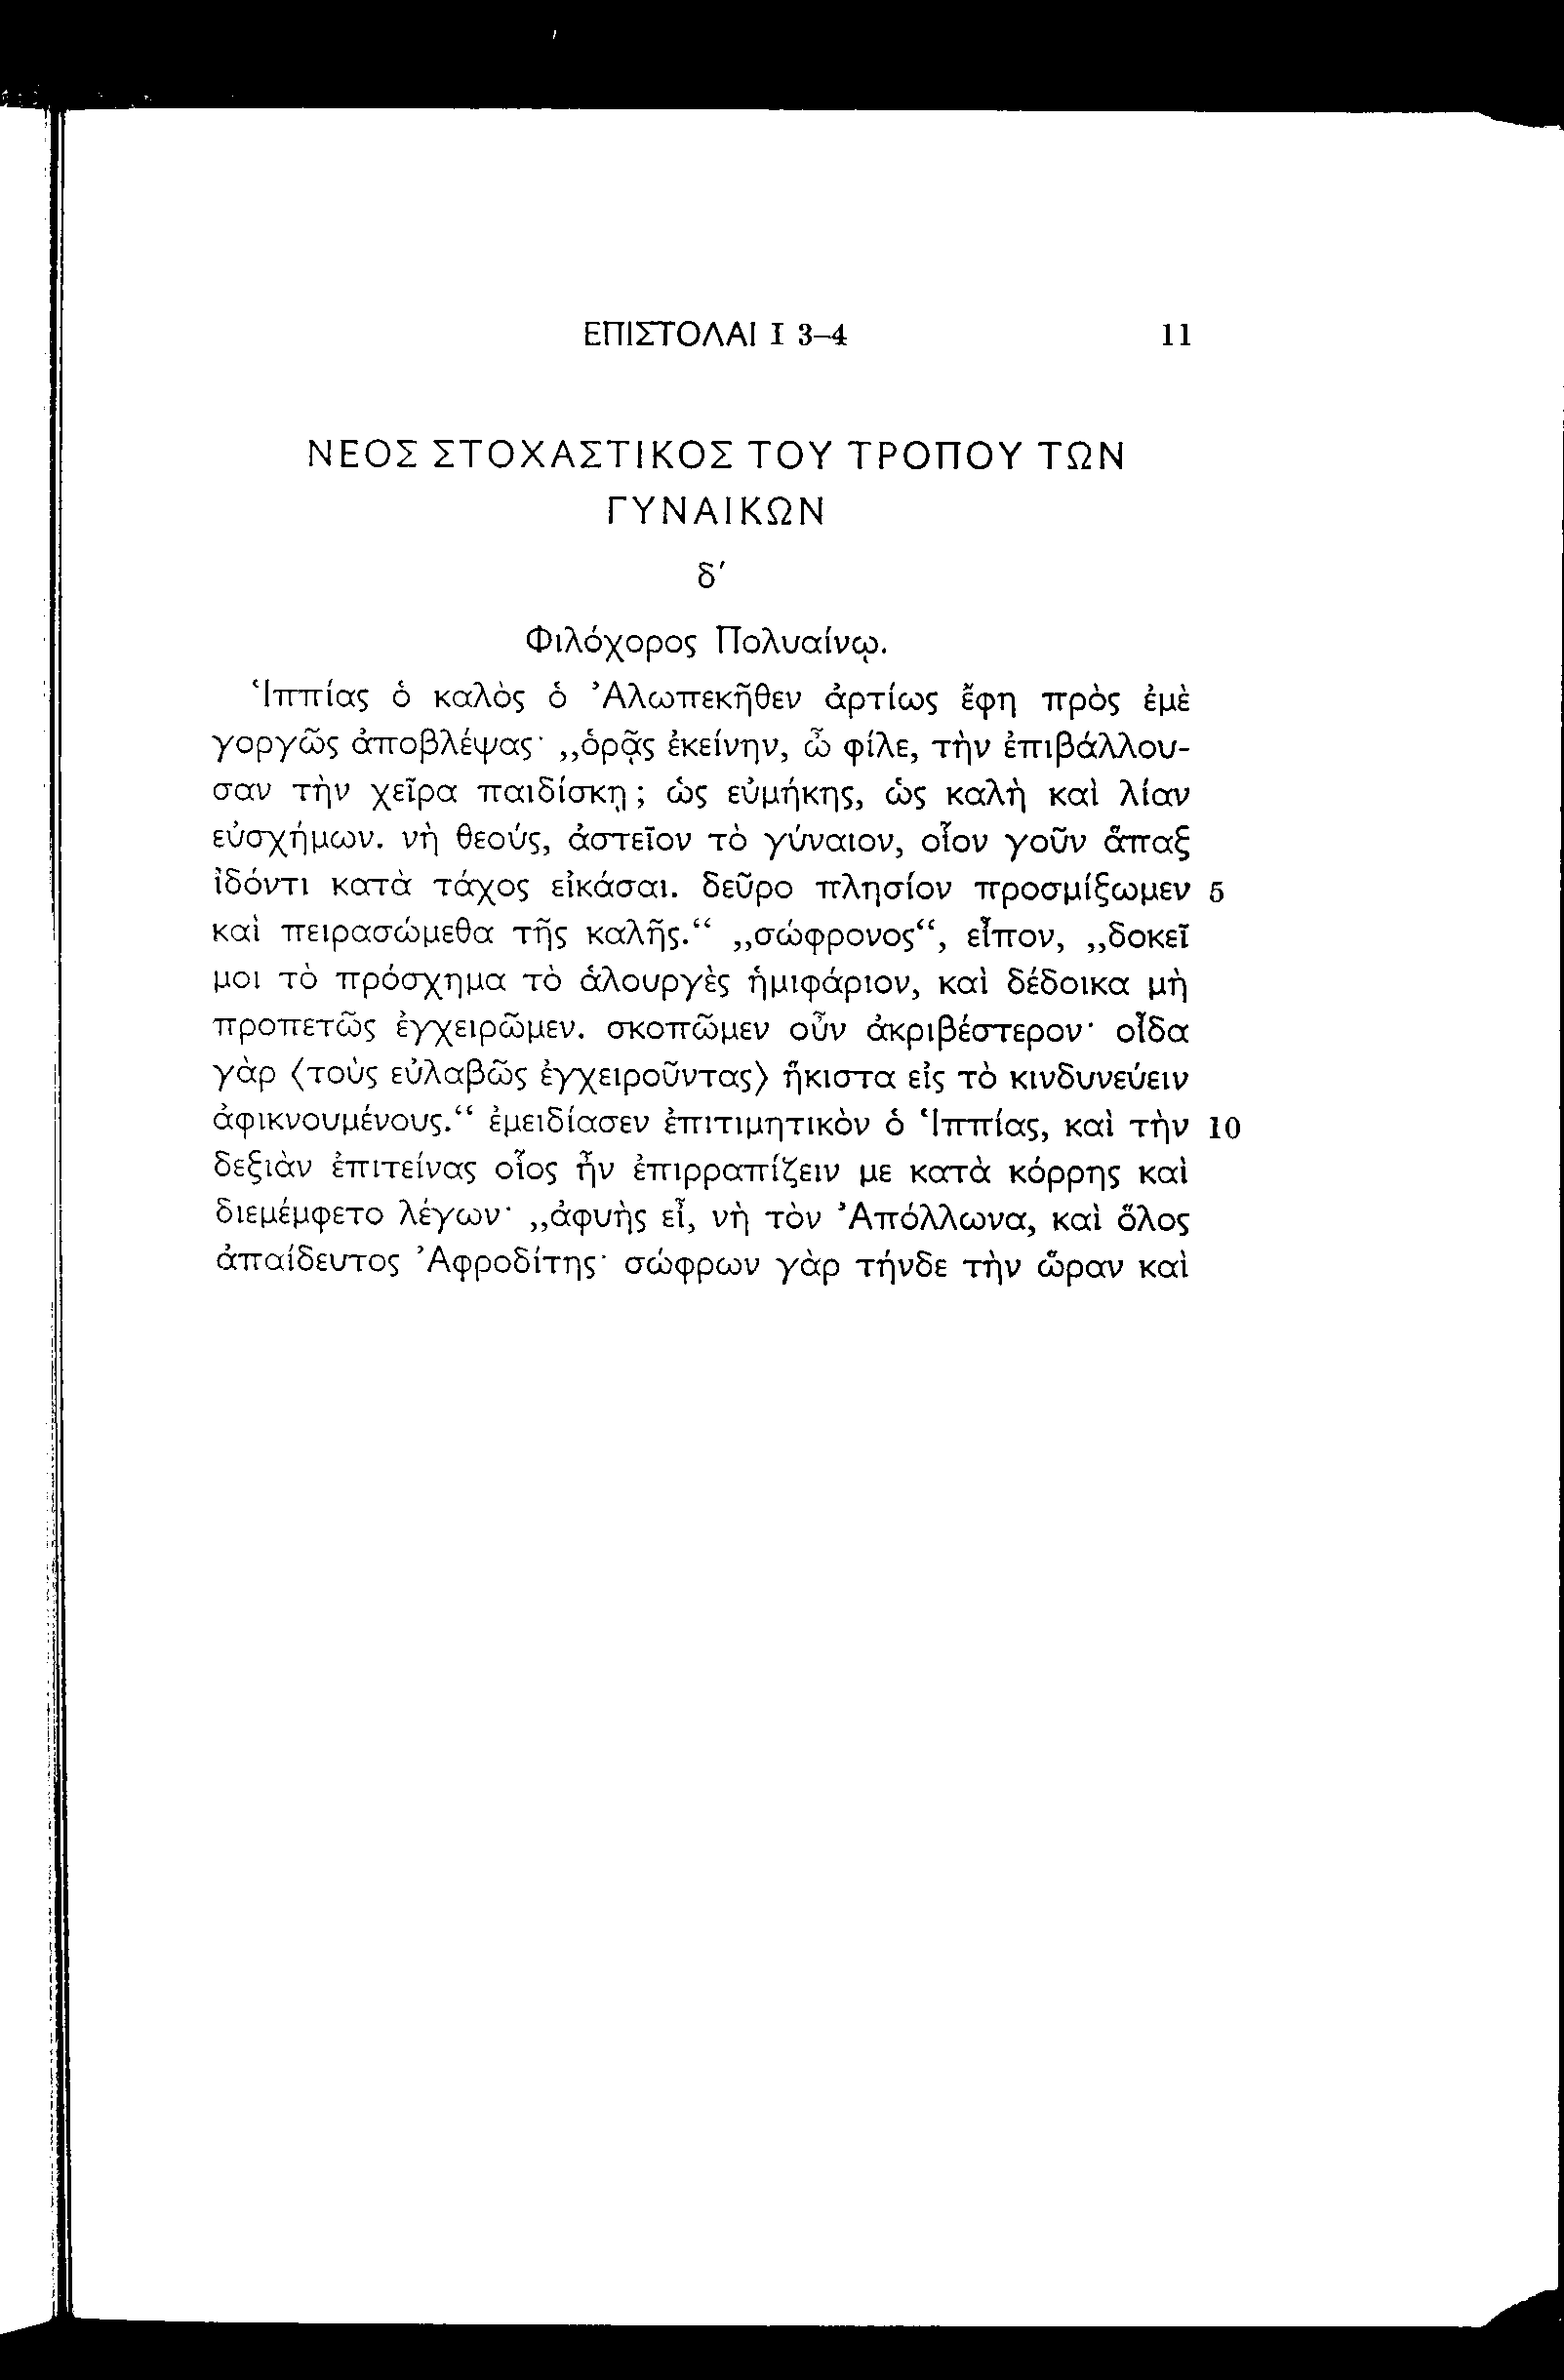 ΕΠΙΣΤΟΛΑΙ I 3–4 11
ΝΕΟΣ ΣΤΟΧΑΣΤΙΚΟΣ ΤΟΥ ΤΡΟΠΟΥ ΤΩΝ
ΓΥΝΑΙΚΩΝ
δ′
Φιλόχορος Πολυαίνῳ.
Ἱππίας ὁ καλὸς ὁ Ἀλωπεκῆθεν ἀρτίως ἔφη πρὸς ἐμὲ
γοργῶς ἀποβλέψας· „ὁρᾷς ἐκείνην, ὦ φίλε, τὴν ἐπιβάλλου-
σαν τὴν χεῖρα παιδίσκῃ; ὡς εὐμήκης, ὡς καλὴ καὶ λίαν
εὐσχήμων. νὴ θεούς, ἀστεῖον τὸ γύναιον, οἷον γοῦν ἅπαξ
ἰδόντι κατὰ τάχος εἰκάσαι. δεῦρο πλησίον προσμίξωμεν 5
καὶ πειρασώμεθα τῆς καλῆς.“ „σώφρονος“, εἶπον, „δοκεῖ
μοι τὸ πρόσχημα τὸ ἁλουργὲς ἡμιφάριον, καὶ δέδοικα μὴ
προπετῶς ἐγχειρῶμεν. σκοπῶμεν οὖν ἀκριβέστερον· οἶδα
γὰρ ⟨τοὺς εὐλαβῶς ἐγχειροῦντας⟩ ἥκιστα εἰς τὸ κινδυνεύειν
ἀφικνουμένους.“ ἐμειδίασεν ἐπιτιμητικὸν ὁ Ἱππίας, καὶ τὴν 10
δεξιὰν ἐπιτείνας οἷος ἦν ἐπιρραπίζειν με κατὰ κόρρης καὶ
διεμέμφετο λέγων· „ἀφυὴς εἶ, νὴ τὸν Ἀπόλλωνα, καὶ ὅλος
ἀπαίδευτος Ἀφροδίτης· σώφρων γὰρ τήνδε τὴν ὥραν καὶ